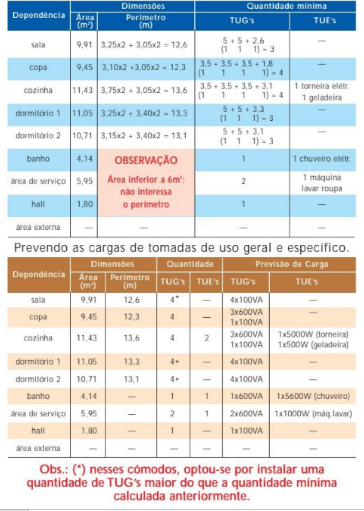 Dependência Dimensões Quantidade mínima
Área (m²) Perímetro (m) TUG's TUE's
sala 9,91 3,25x2 + 3,05x2 = 12,6 5 + 5 + 2,6 (1 1 1) = 3 —
copa 9,45 3,10x2 +3,05x2 = 12,3 3,5 + 3,5 + 3,5 + 1,8 (1 1 1 1) = 4 —
cozinha 11,43 3,75x2 + 3,05x2 = 13,6 3,5 + 3,5 + 3,5 + 3,1 (1 1 1 1) = 4 1 torneira elétr. 1 geladeira
dormitório 1 11,05 3,25x2 + 3,40x2 = 13,3 5 + 5 + 3,3 (1 1 1) = 3 —
dormitório 2 10,71 3,15x2 + 3,40x2 = 13,1 5 + 5 + 3,1 (1 1 1) = 3 —
banho 4,14 OBSERVAÇÃO 1 1 chuveiro elétr.
área de serviço 5,95 Área inferior a 6m²: não interessa 2 1 máquina lavar roupa
hall 1,80 o perímetro 1 —
área externa — — — —
Prevendo as cargas de tomadas de uso geral e específico.
Dependência Dimensões Quantidade Previsão de Carga
Área (m²) Perímetro (m) TUG's TUE's TUG's TUE's
sala 9,91 12,6 4* — 4x100VA —
copa 9,45 12,3 4 — 3x600VA 1x100VA —
cozinha 11,43 13,6 4 2 3x600VA 1x100VA 1x5000W (torneira) 1x500W (geladeira)
dormitório 1 11,05 13,3 4* — 4x100VA —
dormitório 2 10,71 13,1 4* — 4x100VA —
banho 4,14 — 1 1 1x600VA 1x5600W (chuveiro)
área de serviço 5,95 — 2 1 2x600VA 1x1000W (máq.lavar)
hall 1,80 — 1 — 1x100VA —
área externa — — — — — —
Obs.: (*) nesses cômodos, optou-se por instalar uma
quantidade de TUG's maior do que a quantidade mínima
calculada anteriormente.